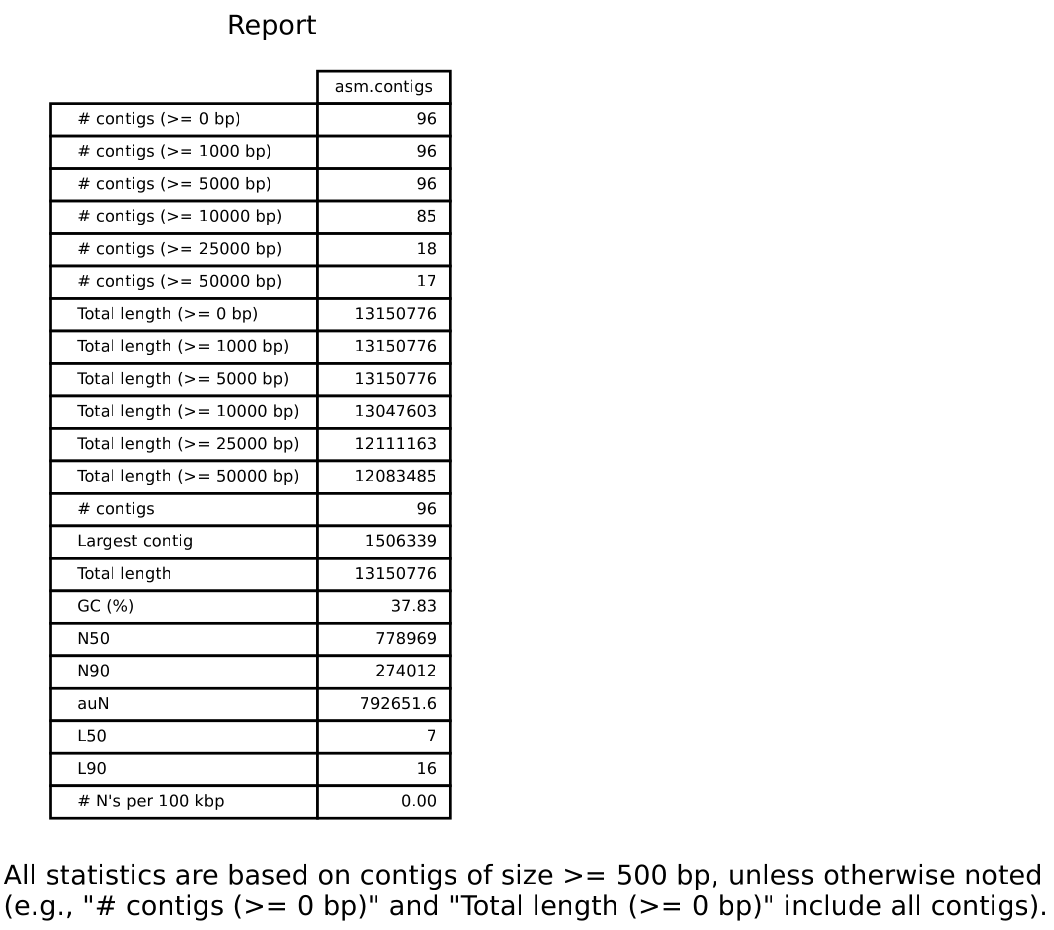 Report
asm.contigs
# contigs (>= 0 bp) 96
# contigs (>= 1000 bp) 96
# contigs (>= 5000 bp) 96
# contigs (>= 10000 bp) 85
# contigs (>= 25000 bp) 18
# contigs (>= 50000 bp) 17
Total length (>= 0 bp) 13150776
Total length (>= 1000 bp) 13150776
Total length (>= 5000 bp) 13150776
Total length (>= 10000 bp) 13047603
Total length (>= 25000 bp) 12111163
Total length (>= 50000 bp) 12083485
# contigs 96
Largest contig 1506339
Total length 13150776
GC (%) 37.83
N50 778969
N90 274012
auN 792651.6
L50 7
L90 16
# N's per 100 kbp 0.00
All statistics are based on contigs of size >= 500 bp, unless otherwise noted
(e.g., "# contigs (>= 0 bp)" and "Total length (>= 0 bp)" include all contigs).